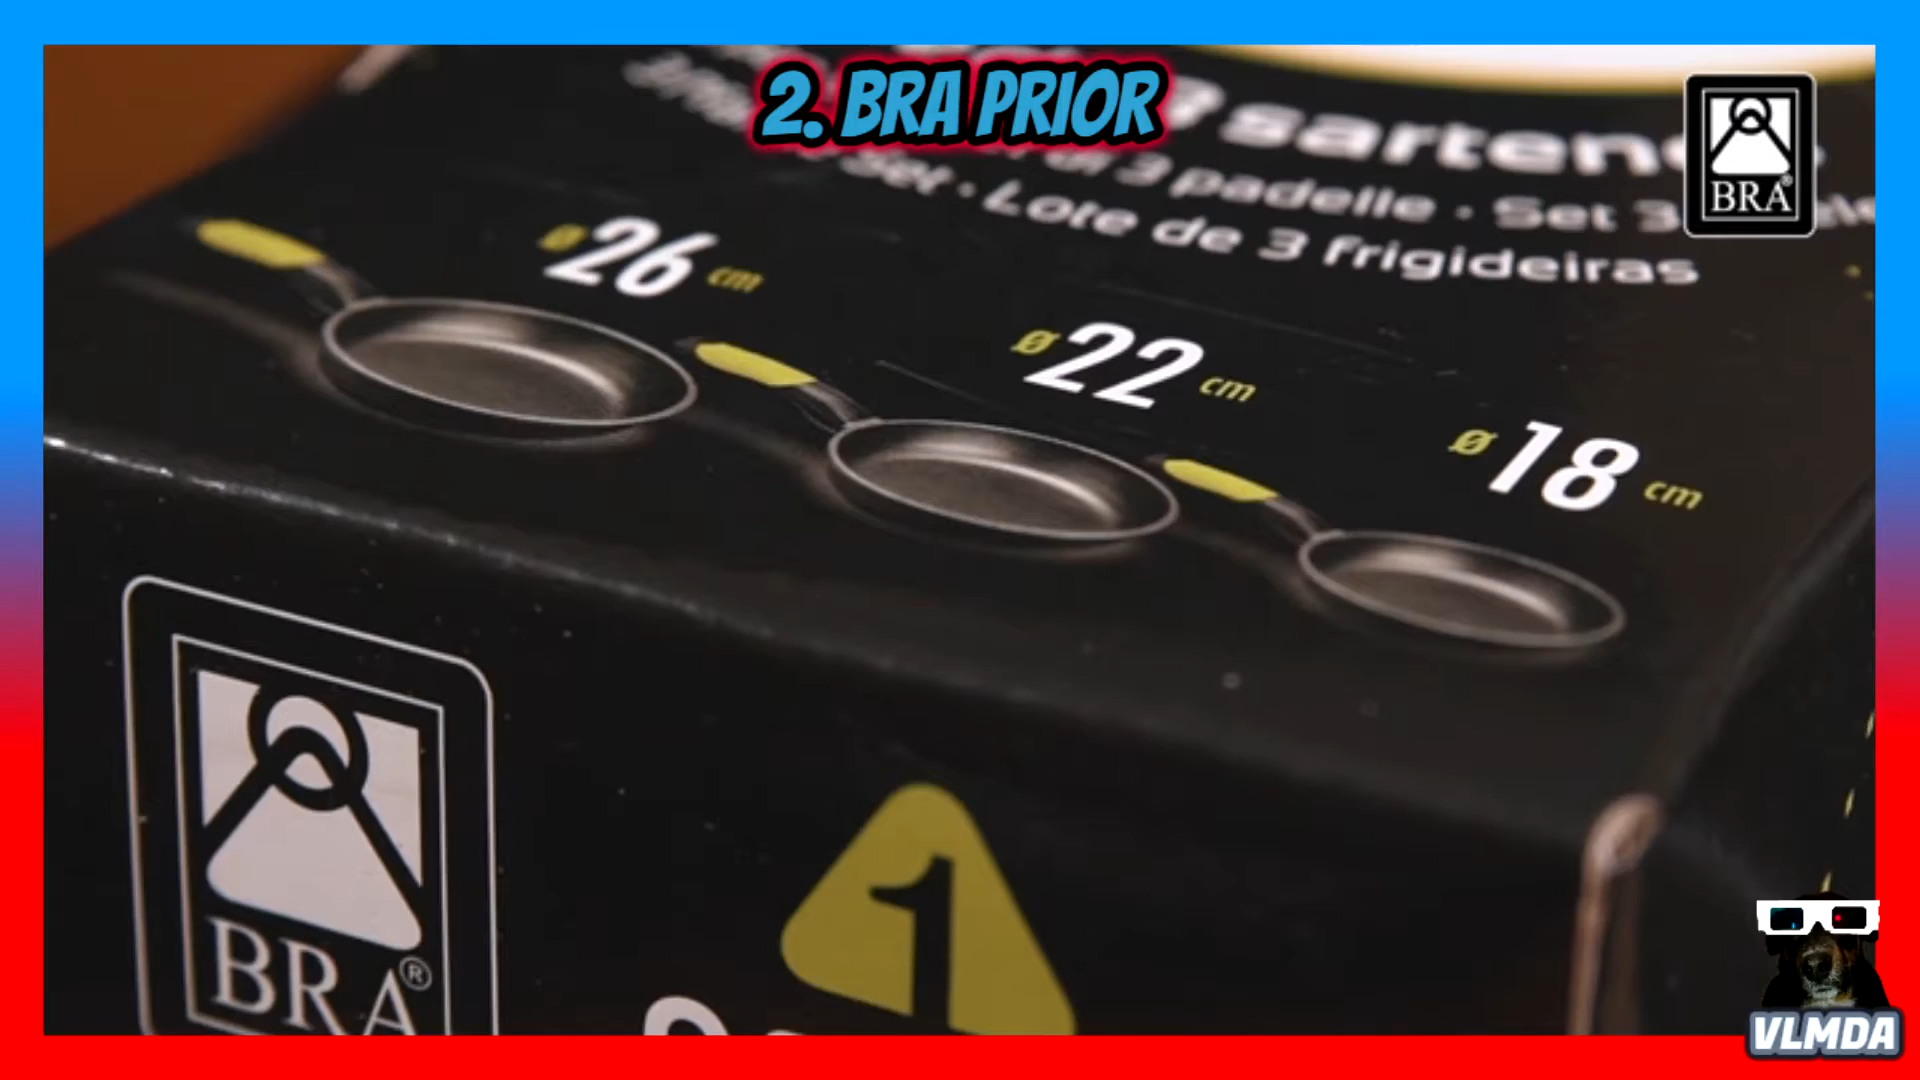 2. BRA PRIOR
sarten
3 padelle · Set 3
Set · Lote de 3 frigideiras
BRA®
Ø26 cm
Ø22 cm
Ø18 cm
BRA®
1
VLMDA